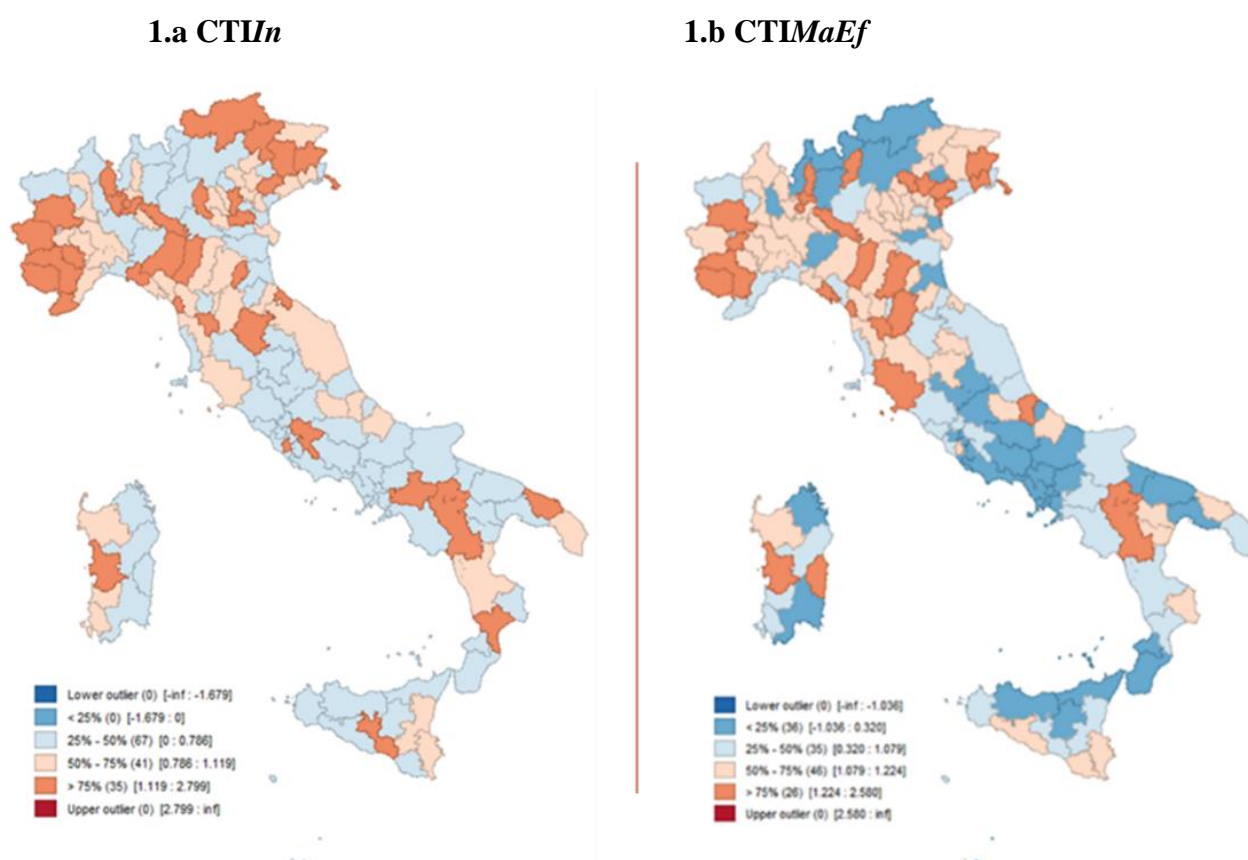 1.a CTIIn
1.b CTIMaEf
Lower outlier (0) [-inf : -1.679]
< 25% (0) [-1.679 : 0]
25% - 50% (67) [0 : 0.786]
50% - 75% (41) [0.786 : 1.119]
> 75% (35) [1.119 : 2.799]
Upper outlier (0) [2.799 : inf]
Lower outlier (0) [-inf : -1.036]
< 25% (36) [-1.036 : 0.320]
25% - 50% (35) [0.320 : 1.079]
50% - 75% (46) [1.079 : 1.224]
> 75% (26) [1.224 : 2.580]
Upper outlier (0) [2.580 : inf]